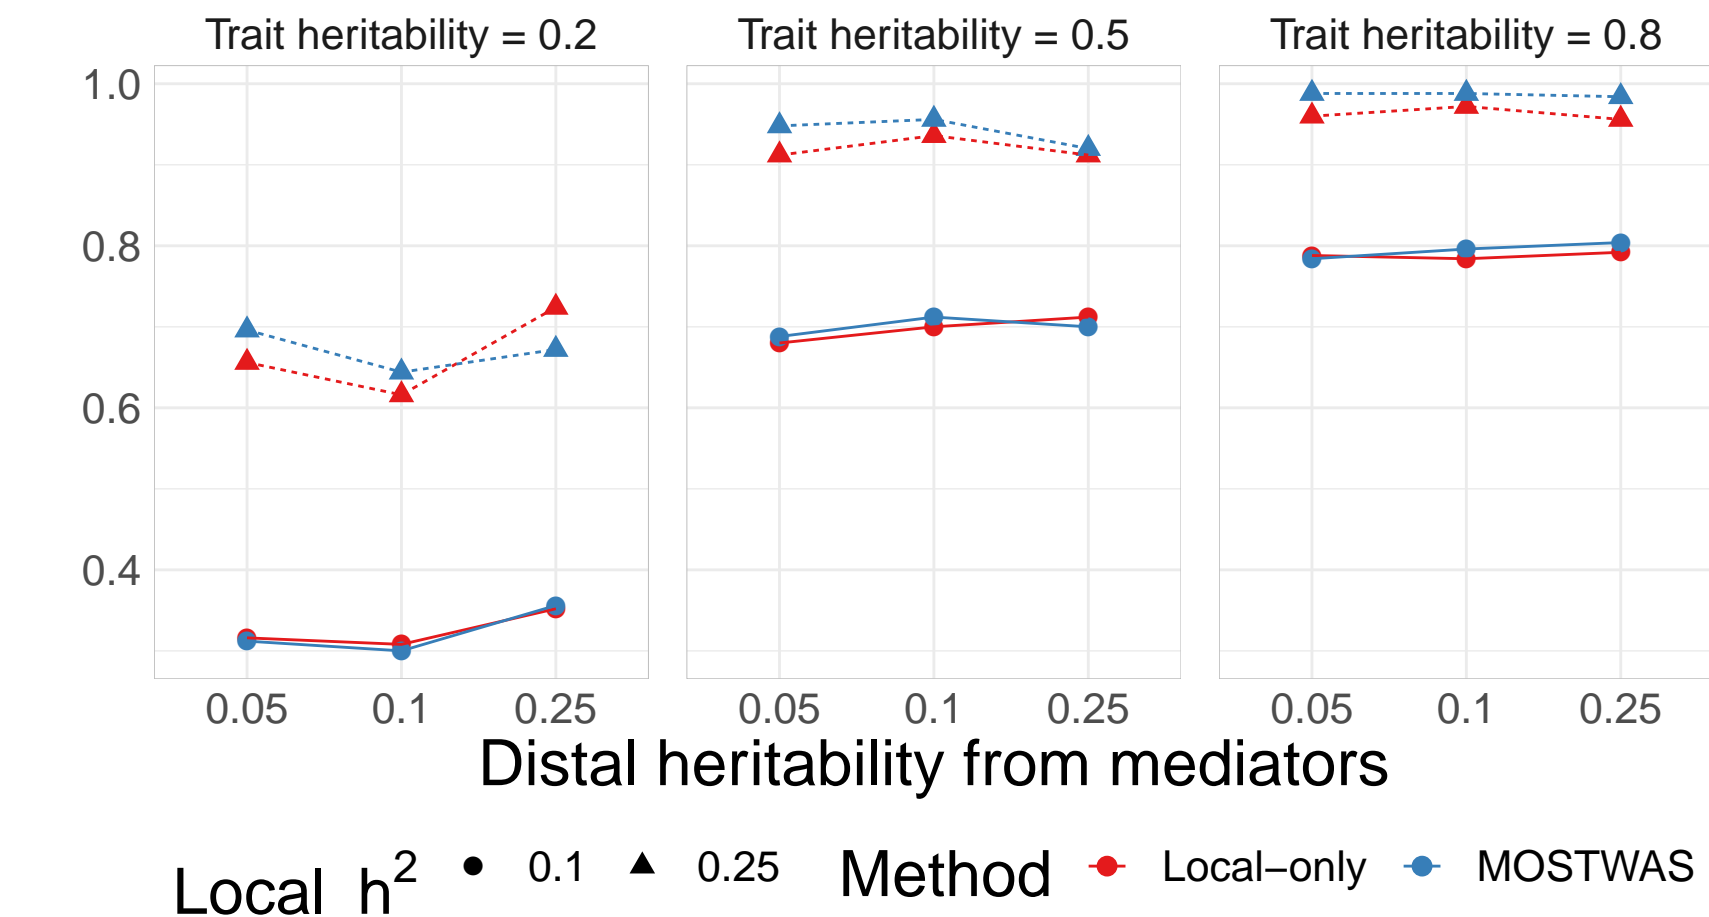 Trait heritability = 0.2 Trait heritability = 0.5 Trait heritability = 0.8
1.0
0.8
0.6
0.4
0.05 0.1 0.25 0.05 0.1 0.25 0.05 0.1 0.25
Distal heritability from mediators
Local h² 0.1 0.25 Method Local−only MOSTWAS